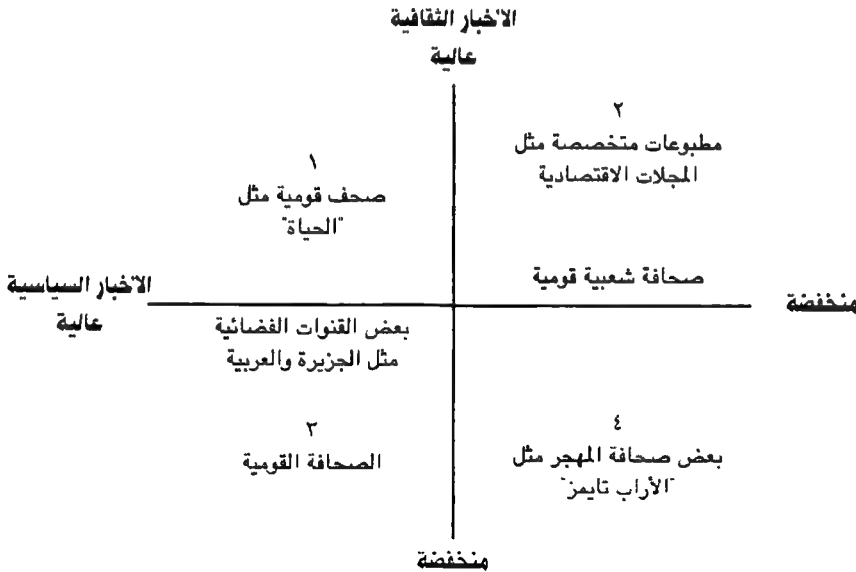 الاخبار الثقافية
عالية
٢
مطبوعات متخصصة مثل
المجلات الاقتصادية
١
صحف قومية مثل
"الحياة"
صحافة شعبية قومية
الاخبار السياسية
عالية
منخفضة
بعض القنوات الفضائية
مثل الجزيرة والعربية
٣
الصحافة القومية
٤
بعض صحافة المهجر مثل
"الأراب تايمز"
منخفضة